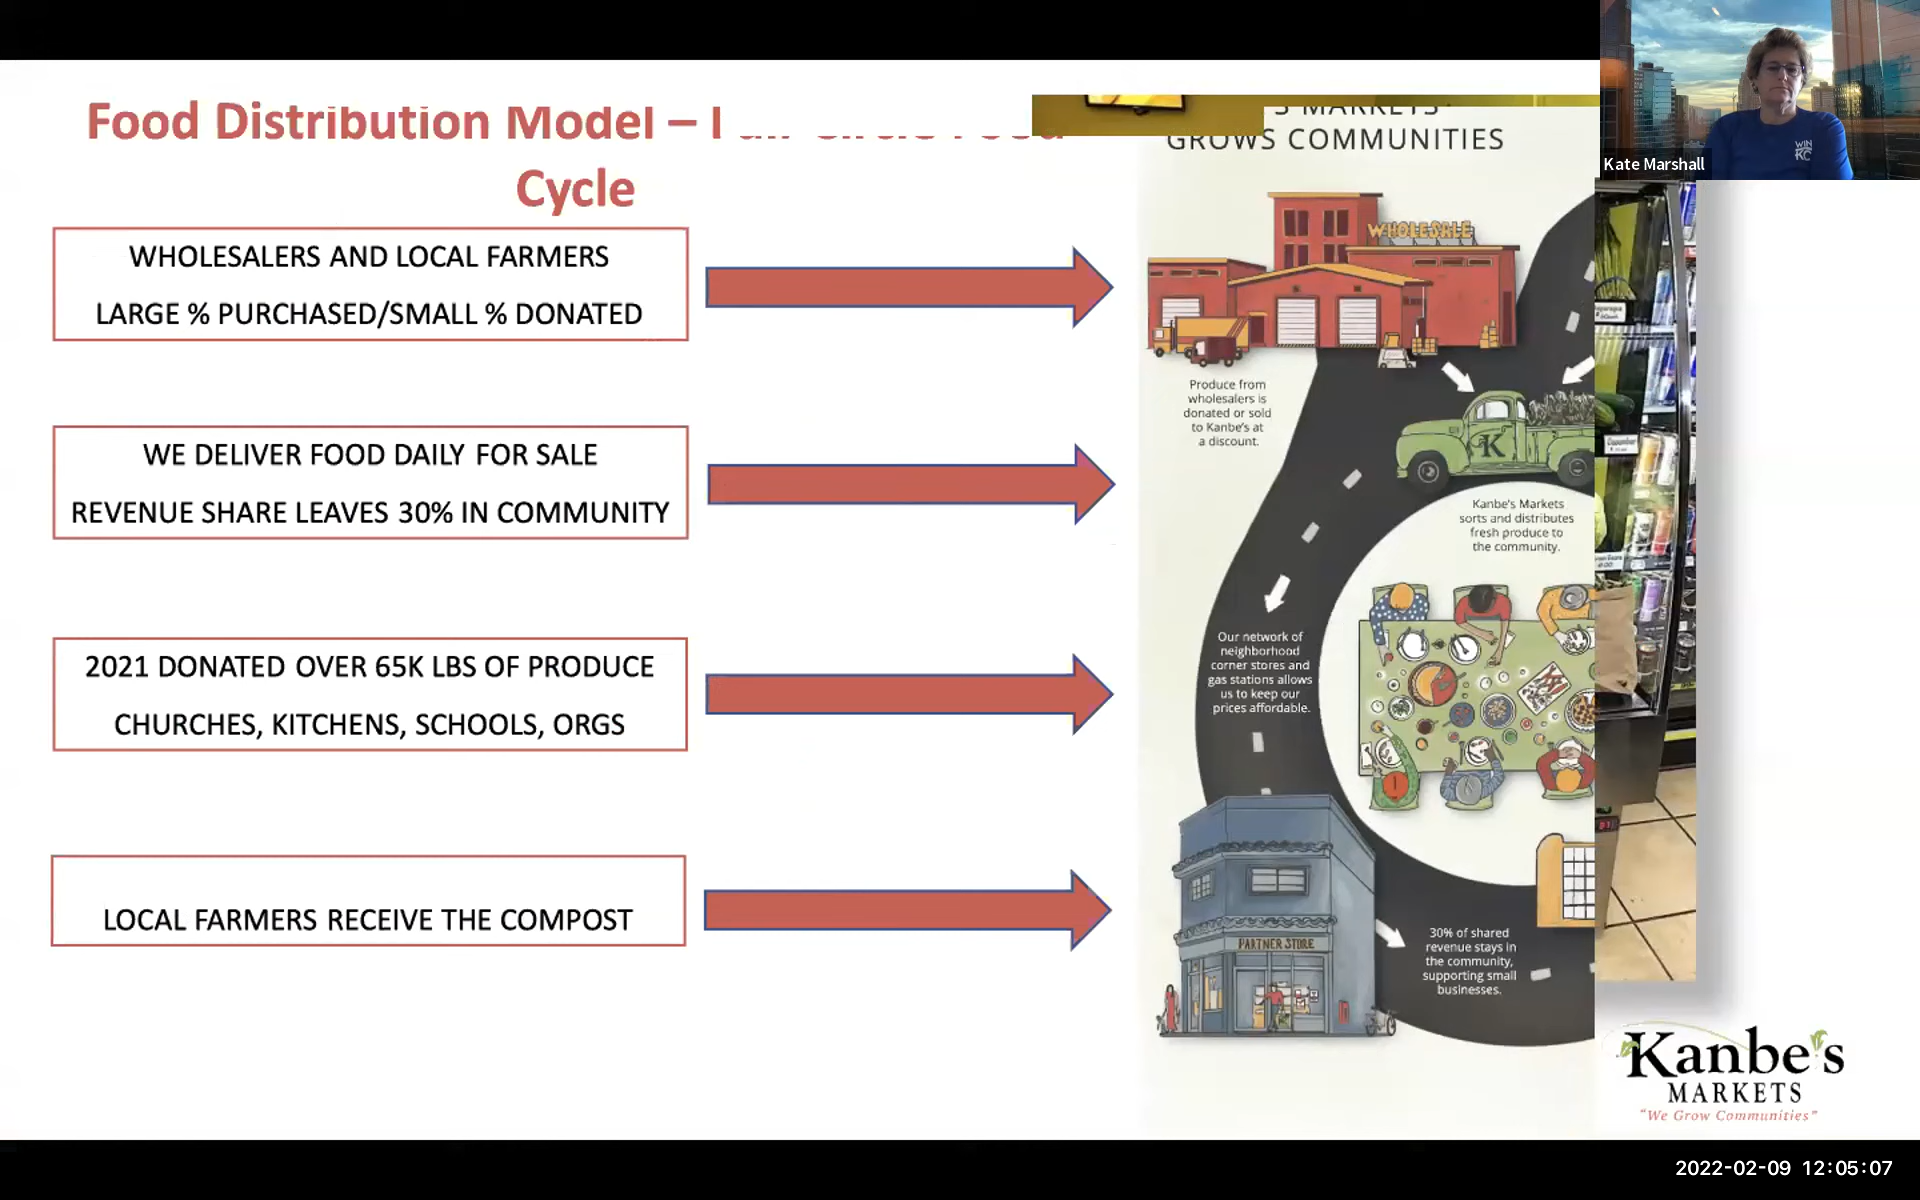 Food Distribution Model –
Cycle
WHOLESALERS AND LOCAL FARMERS
LARGE % PURCHASED/SMALL % DONATED
WE DELIVER FOOD DAILY FOR SALE
REVENUE SHARE LEAVES 30% IN COMMUNITY
2021 DONATED OVER 65K LBS OF PRODUCE
CHURCHES, KITCHENS, SCHOOLS, ORGS
LOCAL FARMERS RECEIVE THE COMPOST
MARKETS
GROWS COMMUNITIES
WHOLESALE
Produce from
wholesalers is
donated or sold
to Kanbe's at
a discount.
K
Kanbe's Markets
sorts and distributes
fresh produce to
the community.
Our network of
neighborhood
corner stores and
gas stations allows
us to keep our
prices affordable.
PARTNER STORE
30% of shared
revenue stays in
the community,
supporting small
businesses.
WIN
KC
Kate Marshall
Kanbe's
MARKETS
"We Grow Communities"
2022-02-09 12:05:07